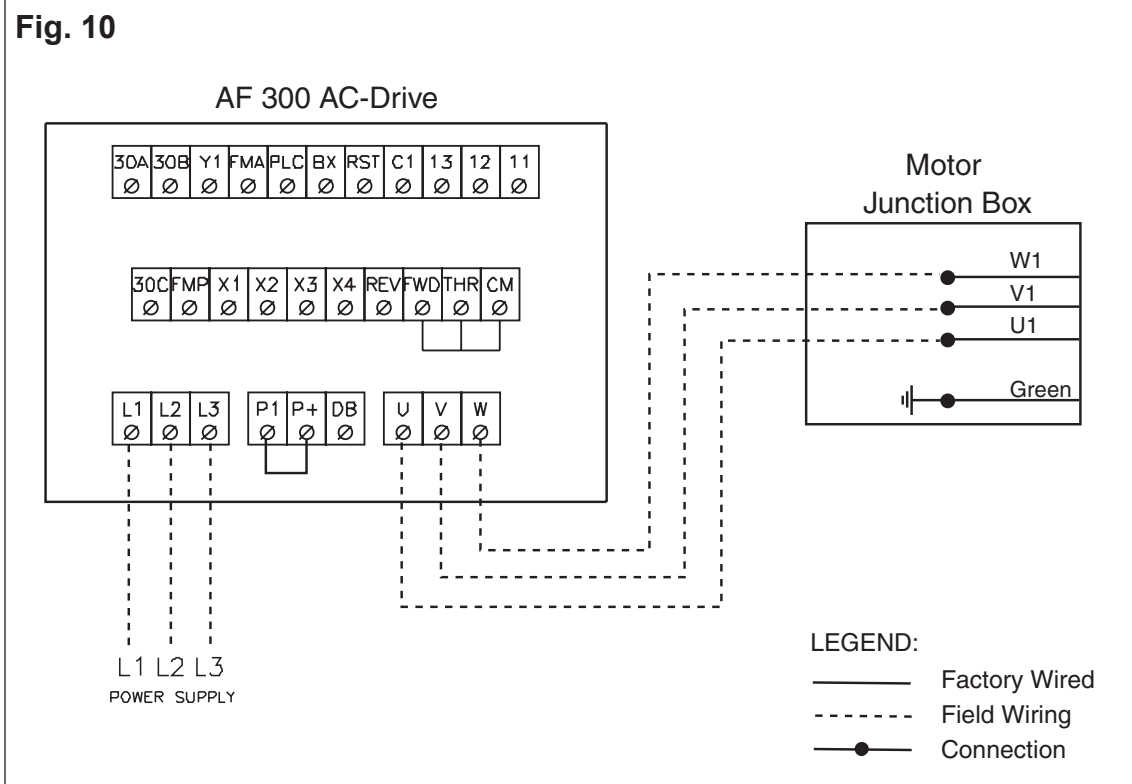 Fig. 10
AF 300 AC-Drive
30A 30B Y1 FMA PLC BX RST C1 13 12 11
30C FMP X1 X2 X3 X4 REV FWD THR CM
L1 L2 L3 P1 P+ DB U V W
Motor
Junction Box
W1
V1
U1
Green
L1 L2 L3
POWER SUPPLY
LEGEND:
Factory Wired
Field Wiring
Connection